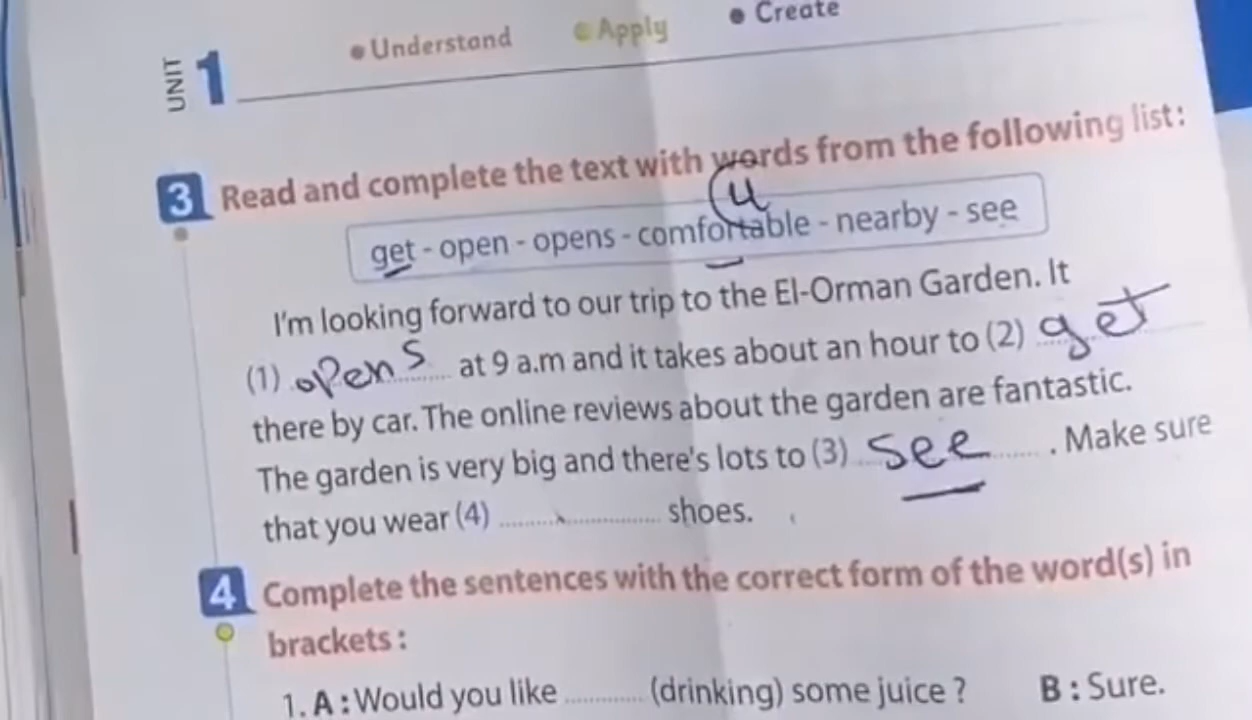 UNIT 1
• Understand • Apply • Create
3 Read and complete the text with words from the following list:
4
get - open - opens - comfortable - nearby - see
I'm looking forward to our trip to the El-Orman Garden. It
(1) opens at 9 a.m and it takes about an hour to (2) get
there by car. The online reviews about the garden are fantastic.
The garden is very big and there's lots to (3) see. Make sure
that you wear (4) ............ shoes.
4 Complete the sentences with the correct form of the word(s) in
brackets :
1. A : Would you like ............ (drinking) some juice ? B : Sure.